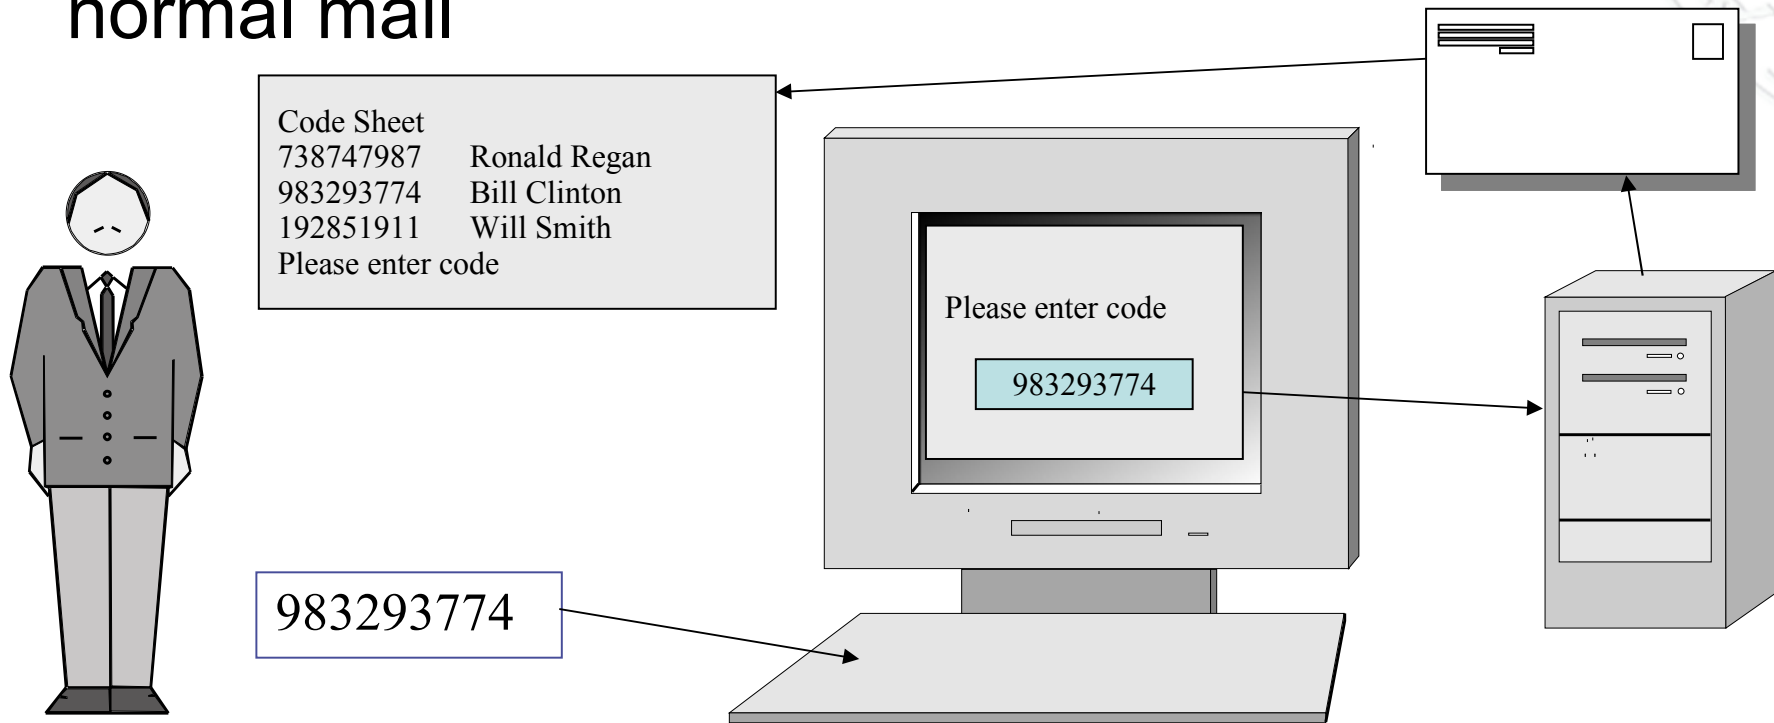 normal mail
Code Sheet
738747987 Ronald Regan
983293774 Bill Clinton
192851911 Will Smith
Please enter code
Please enter code
983293774
983293774